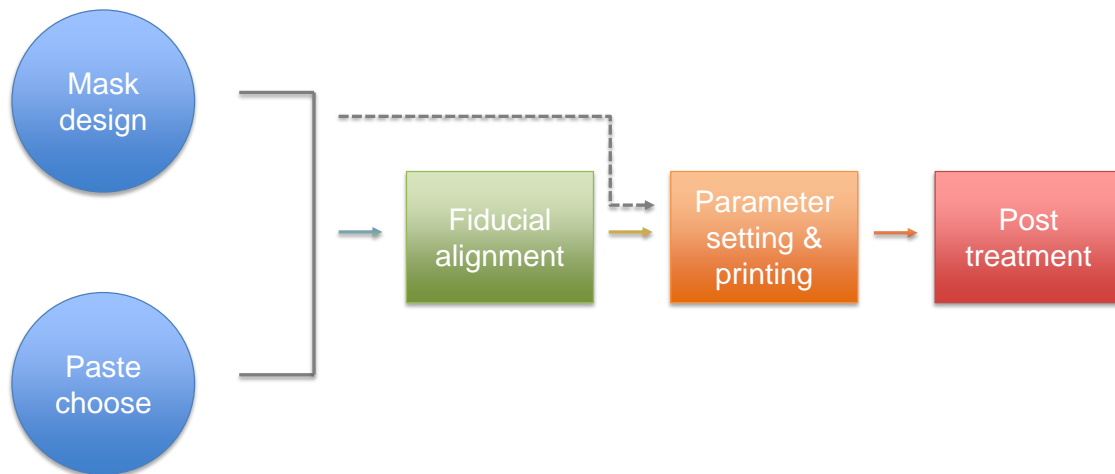 Mask
design
Paste
choose
Fiducial
alignment
Parameter
setting &
printing
Post
treatment